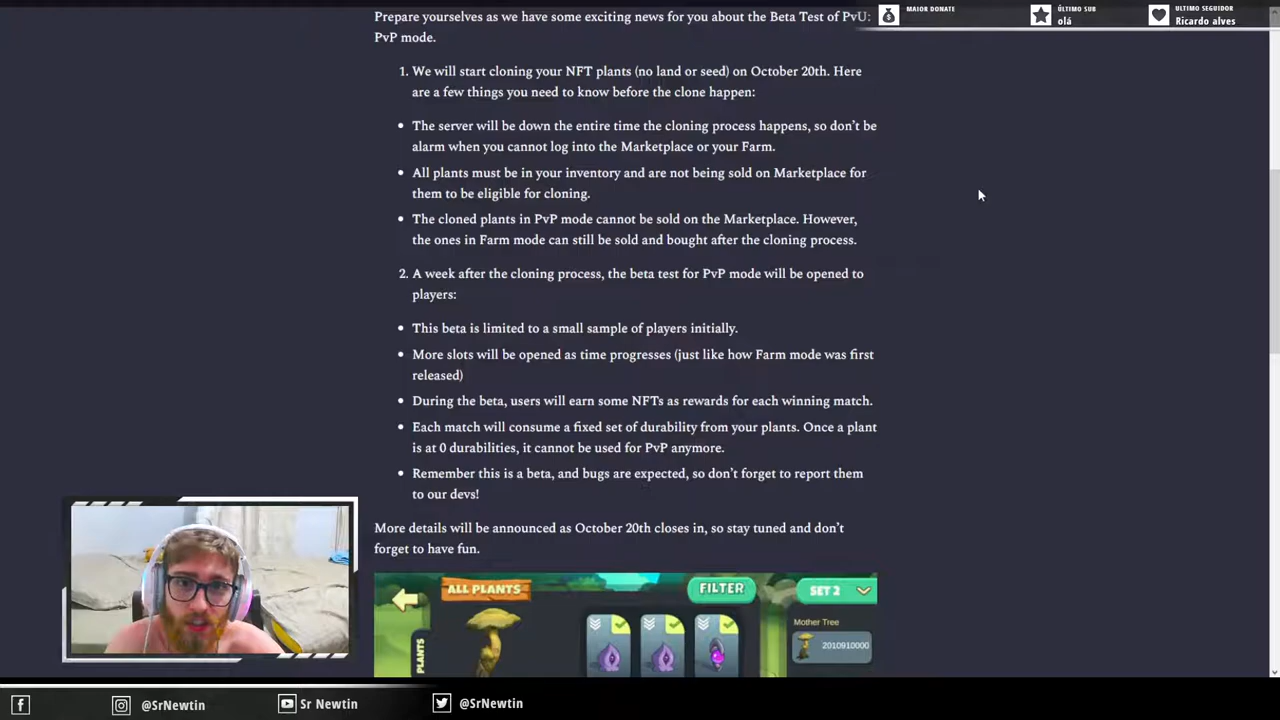 Prepare yourselves as we have some exciting news for you about the Beta Test of PvU:
PvP mode.
MAIOR DONATE
ÚLTIMO SUB
olá
ULTIMO SEGUIDOR
Ricardo alves
1. We will start cloning your NFT plants (no land or seed) on October 20th. Here
are a few things you need to know before the clone happen:
• The server will be down the entire time the cloning process happens, so don't be
alarm when you cannot log into the Marketplace or your Farm.
• All plants must be in your inventory and are not being sold on Marketplace for
them to be eligible for cloning.
• The cloned plants in PvP mode cannot be sold on the Marketplace. However,
the ones in Farm mode can still be sold and bought after the cloning process.
2. A week after the cloning process, the beta test for PvP mode will be opened to
players:
• This beta is limited to a small sample of players initially.
• More slots will be opened as time progresses (just like how Farm mode was first
released)
• During the beta, users will earn some NFTs as rewards for each winning match.
• Each match will consume a fixed set of durability from your plants. Once a plant
is at 0 durabilities, it cannot be used for PvP anymore.
• Remember this is a beta, and bugs are expected, so don't forget to report them
to our devs!
More details will be announced as October 20th closes in, so stay tuned and don't
forget to have fun.
ALL PLANTS
FILTER
SET 2
PLANTS
Mother Tree
2010910000
@SrNewtin
Sr Newtin
@SrNewtin